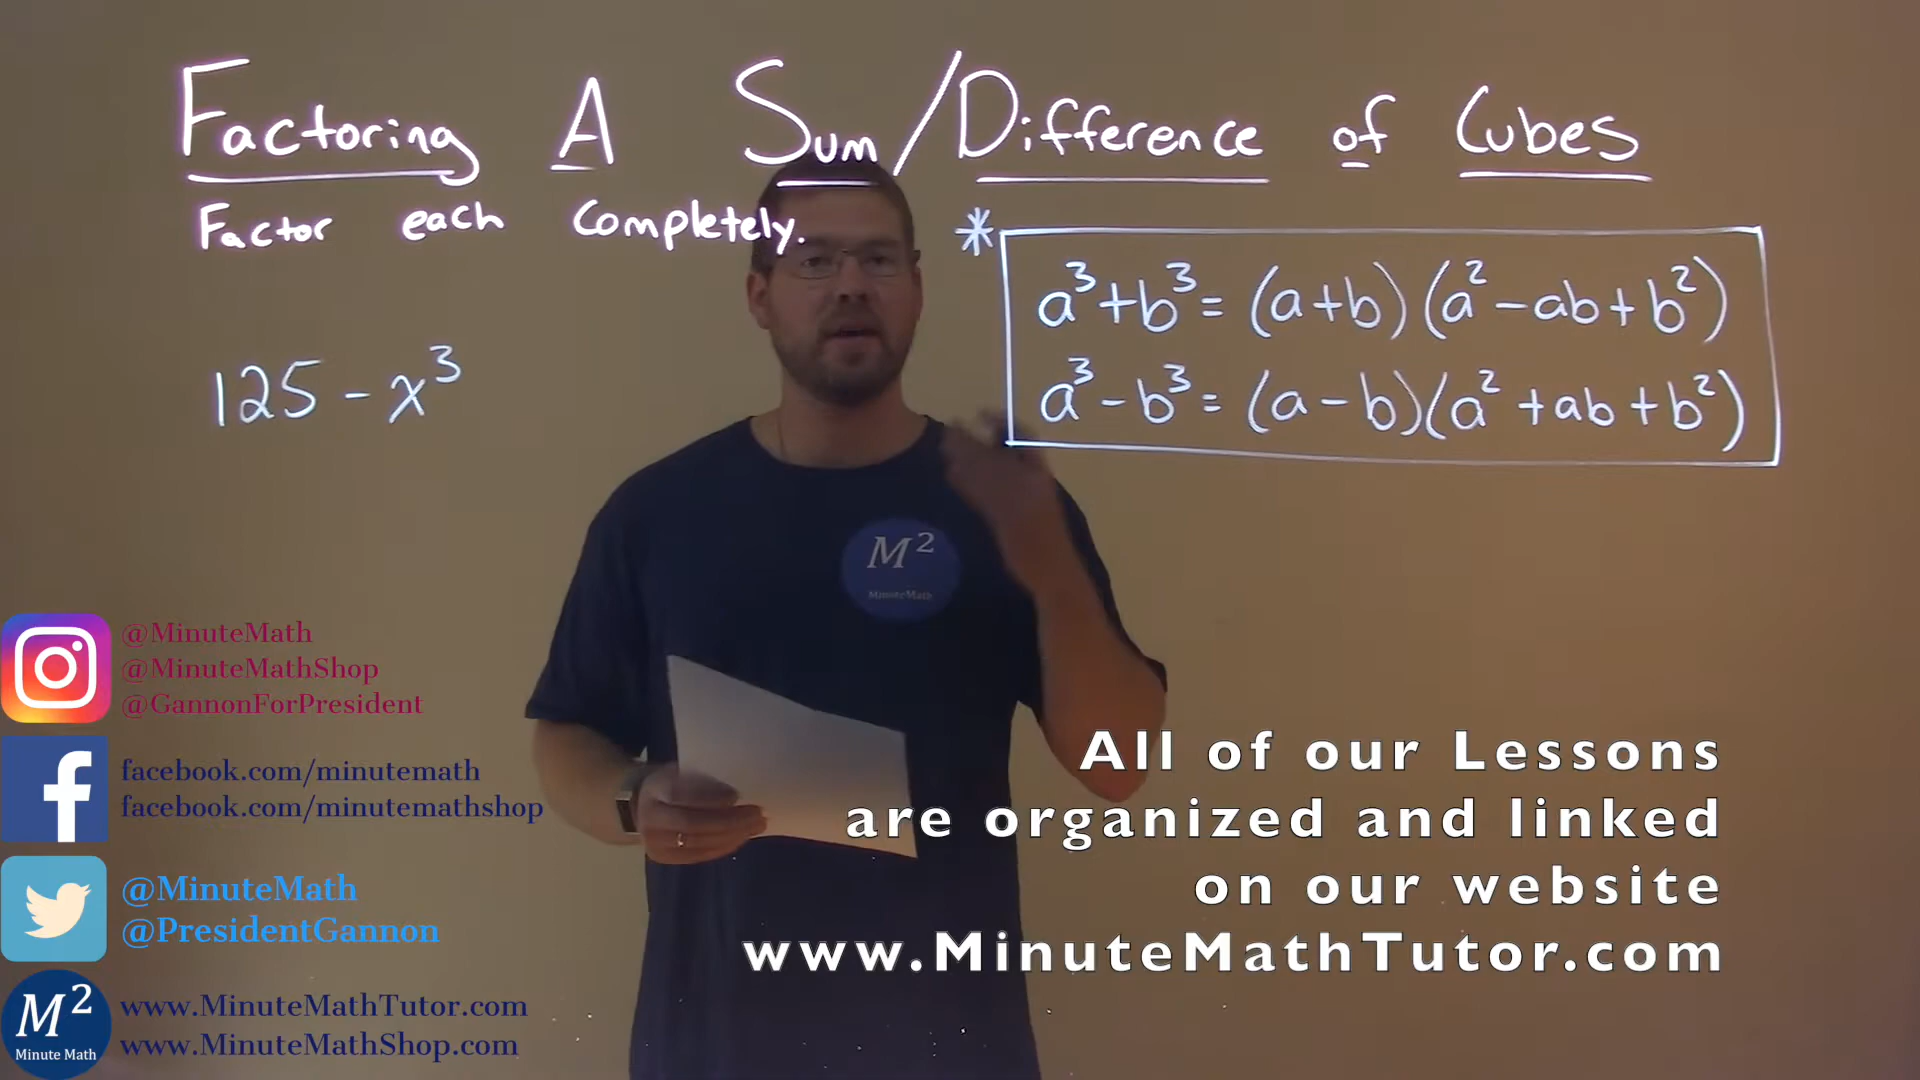 Factoring A Sum/Difference of Cubes
Factor each completely.
*
a³+b³= (a+b)(a²-ab+b²)
a³-b³= (a-b)(a²+ab+b²)
125-x³
M²
MinuteMath
@MinuteMath
@MinuteMathShop
@GannonForPresident
facebook.com/minutemath
facebook.com/minutemathshop
@MinuteMath
@PresidentGannon
M²
Minute Math
www.MinuteMathTutor.com
www.MinuteMathShop.com
All of our Lessons
are organized and linked
on our website
www.MinuteMathTutor.com